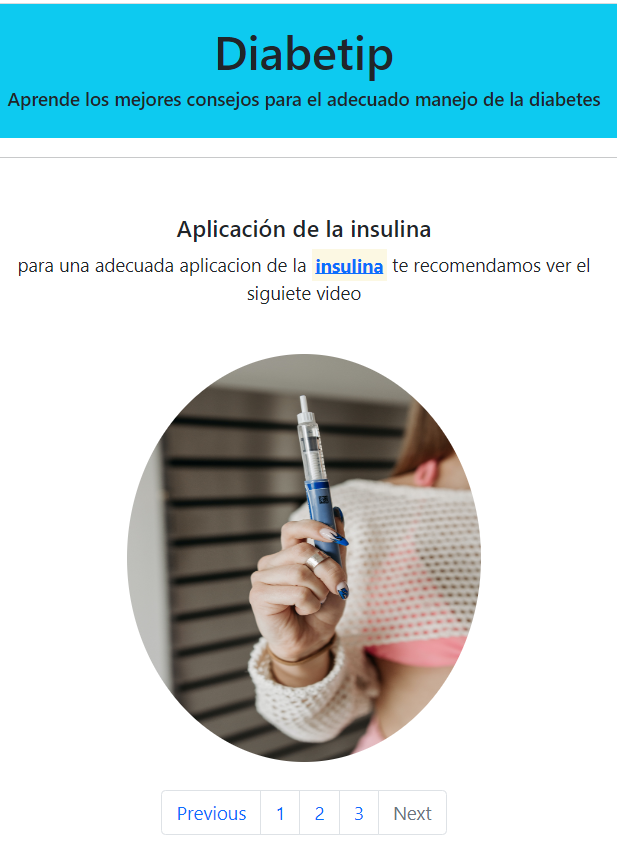 Diabetip
Aprende los mejores consejos para el adecuado manejo de la diabetes
Aplicación de la insulina
para una adecuada aplicacion de la insulina te recomendamos ver el
siguiete video
Previous 1 2 3 Next